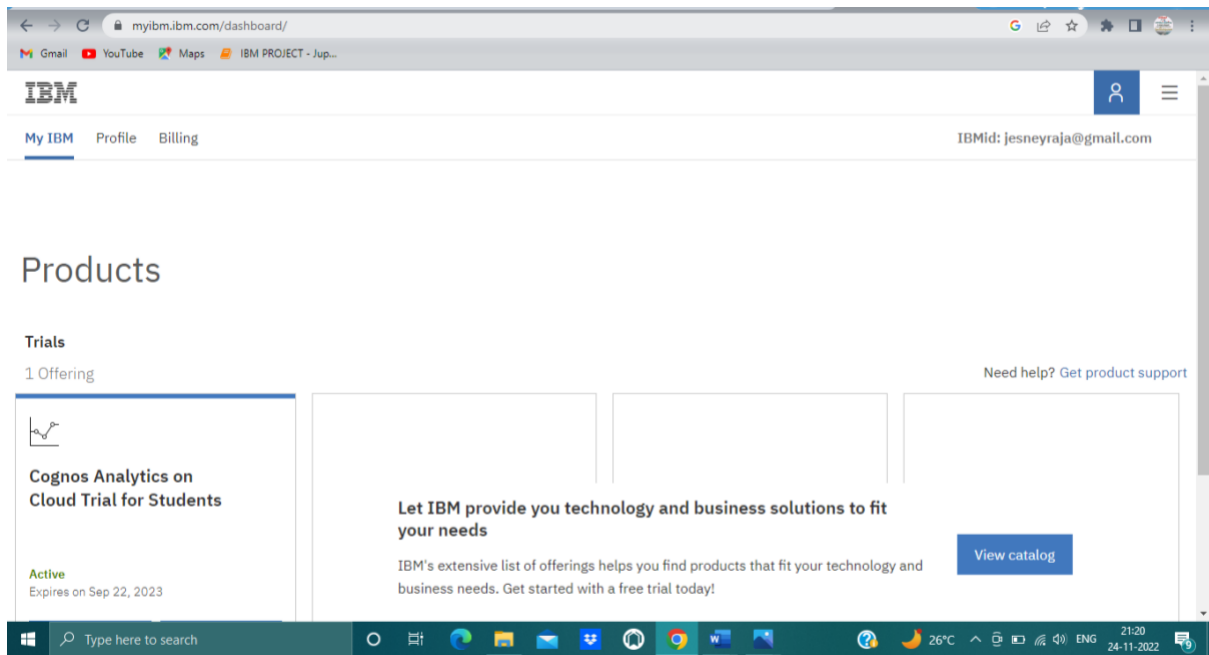 myibm.ibm.com/dashboard/
Gmail YouTube Maps IBM PROJECT - Jup...
IBM
My IBM Profile Billing IBMid: jesneyraja@gmail.com
Products
Trials
1 Offering Need help? Get product support
Cognos Analytics on
Cloud Trial for Students
Active
Expires on Sep 22, 2023
Let IBM provide you technology and business solutions to fit
your needs
IBM's extensive list of offerings helps you find products that fit your technology and
business needs. Get started with a free trial today!
View catalog
Type here to search 26°C ENG 21:20
24-11-2022 9